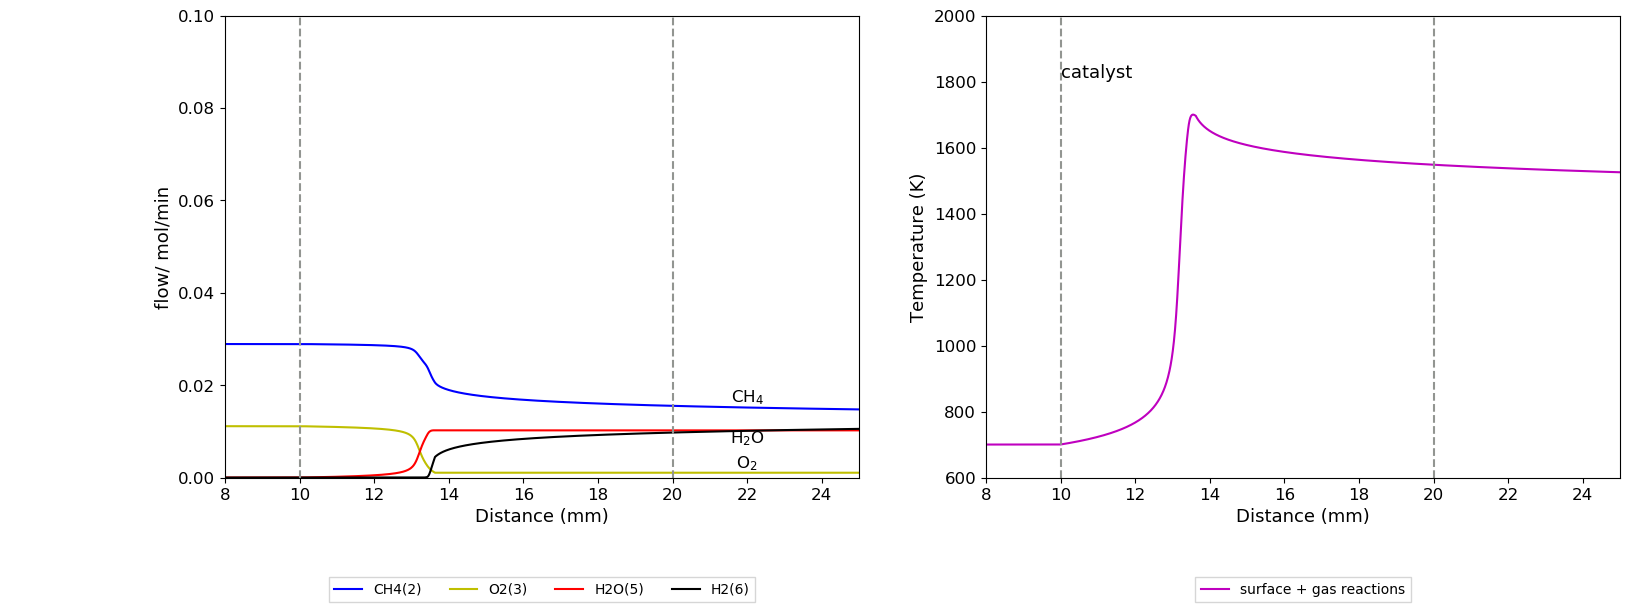 0.10
0.08
0.06
0.04
0.02
0.00
flow/ mol/min
8 10 12 14 16 18 20 22 24
Distance (mm)
CH₄
H₂O
O₂
CH4(2) O2(3) H2O(5) H2(6)
2000
1800
1600
1400
1200
1000
800
600
Temperature (K)
catalyst
8 10 12 14 16 18 20 22 24
Distance (mm)
surface + gas reactions